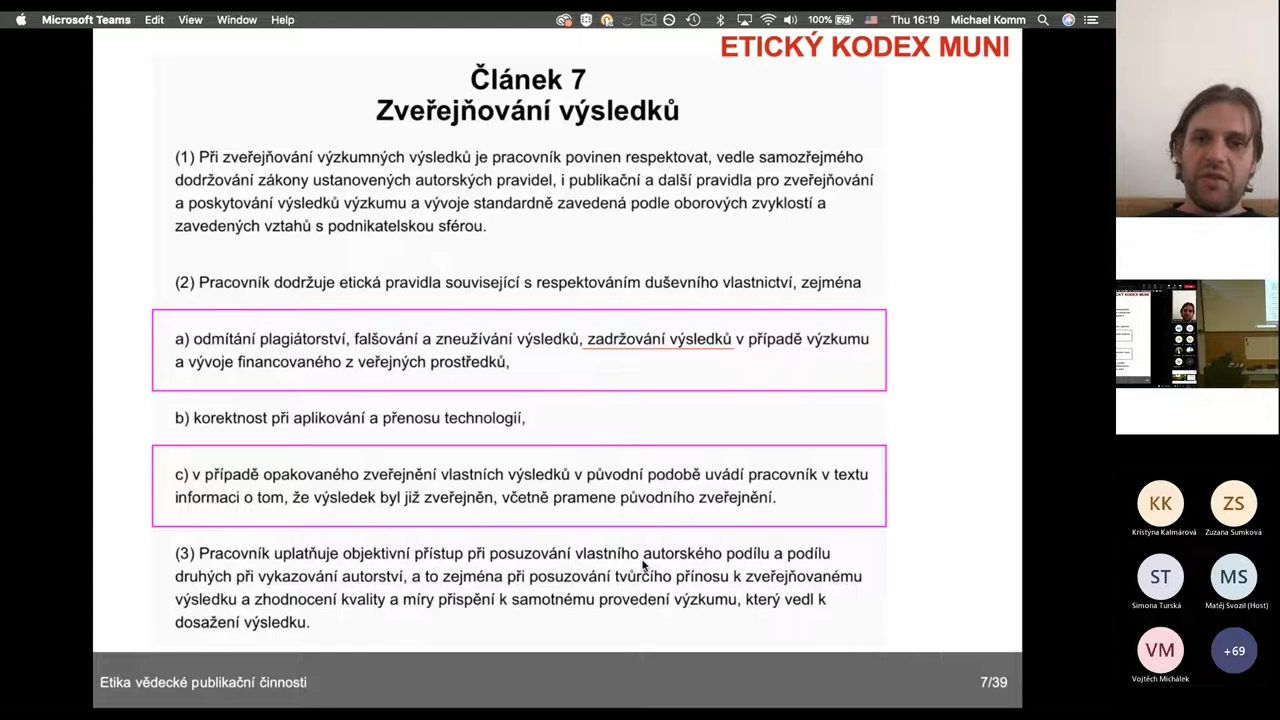 Microsoft Teams Edit View Window Help 100% Thu 16:19 Michael Komm
ETICKÝ KODEX MUNI
Článek 7
Zveřejňování výsledků
(1) Při zveřejňování výzkumných výsledků je pracovník povinen respektovat, vedle samozřejmého
dodržování zákony ustanovených autorských pravidel, i publikační a další pravidla pro zveřejňování
a poskytování výsledků výzkumu a vývoje standardně zavedená podle oborových zvyklostí a
zavedených vztahů s podnikatelskou sférou.
(2) Pracovník dodržuje etická pravidla související s respektováním duševního vlastnictví, zejména
a) odmítání plagiátorství, falšování a zneužívání výsledků, zadržování výsledků v případě výzkumu
a vývoje financovaného z veřejných prostředků,
b) korektnost při aplikování a přenosu technologií,
c) v případě opakovaného zveřejnění vlastních výsledků v původní podobě uvádí pracovník v textu
informaci o tom, že výsledek byl již zveřejněn, včetně pramene původního zveřejnění.
(3) Pracovník uplatňuje objektivní přístup při posuzování vlastního autorského podílu a podílu
druhých při vykazování autorství, a to zejména při posuzování tvůrčího přínosu k zveřejňovanému
výsledku a zhodnocení kvality a míry přispění k samotnému provedení výzkumu, který vedl k
dosažení výsledku.
Etika vědecké publikační činnosti 7/39
ETICKÝ KODEX MUNI
KK ZS
Kristýna Kalmárová Zuzana Sumková
ST MS
Simona Turská Matěj Svozil (Host)
VM +69
Vojtěch Michálek